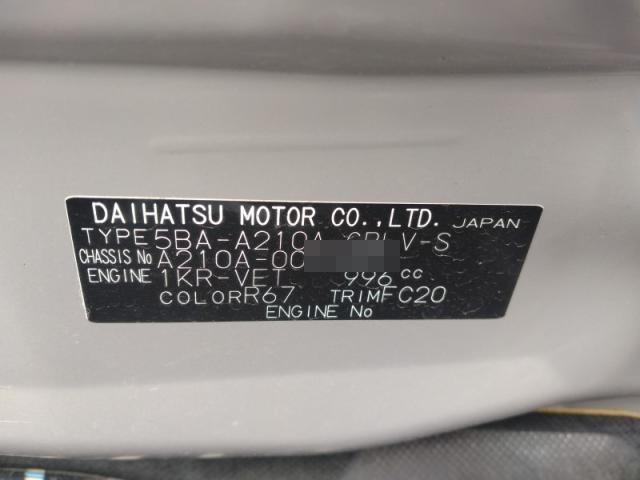 DAIHATSU MOTOR CO.,LTD. JAPAN
TYPE 5BA-A210A V-S
CHASSIS No A210A-00
ENGINE 1KR-VET 996 CC
COLOR R67 TRIM FC20
ENGINE No